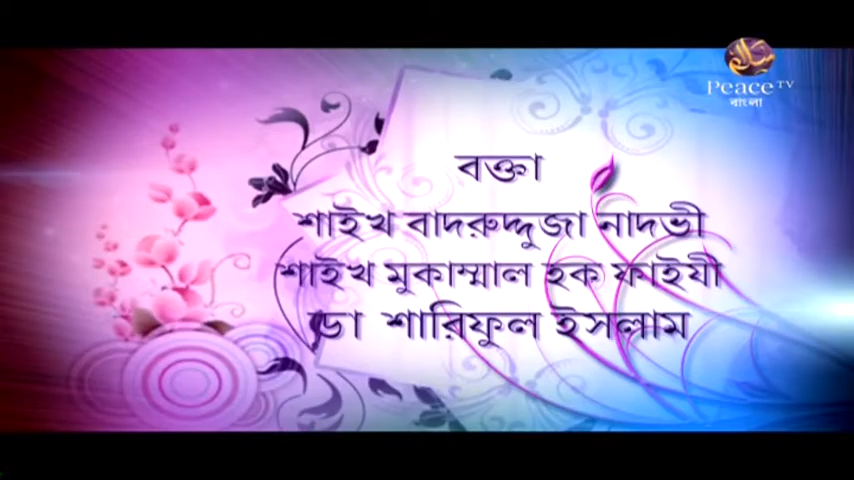 Peace TV
বাংলা
বক্তা
শাইখ বাদরুদ্দুজা নাদভী
শাইখ মুকাম্মাল হক ফাইযী
ডা শারিফুল ইসলাম